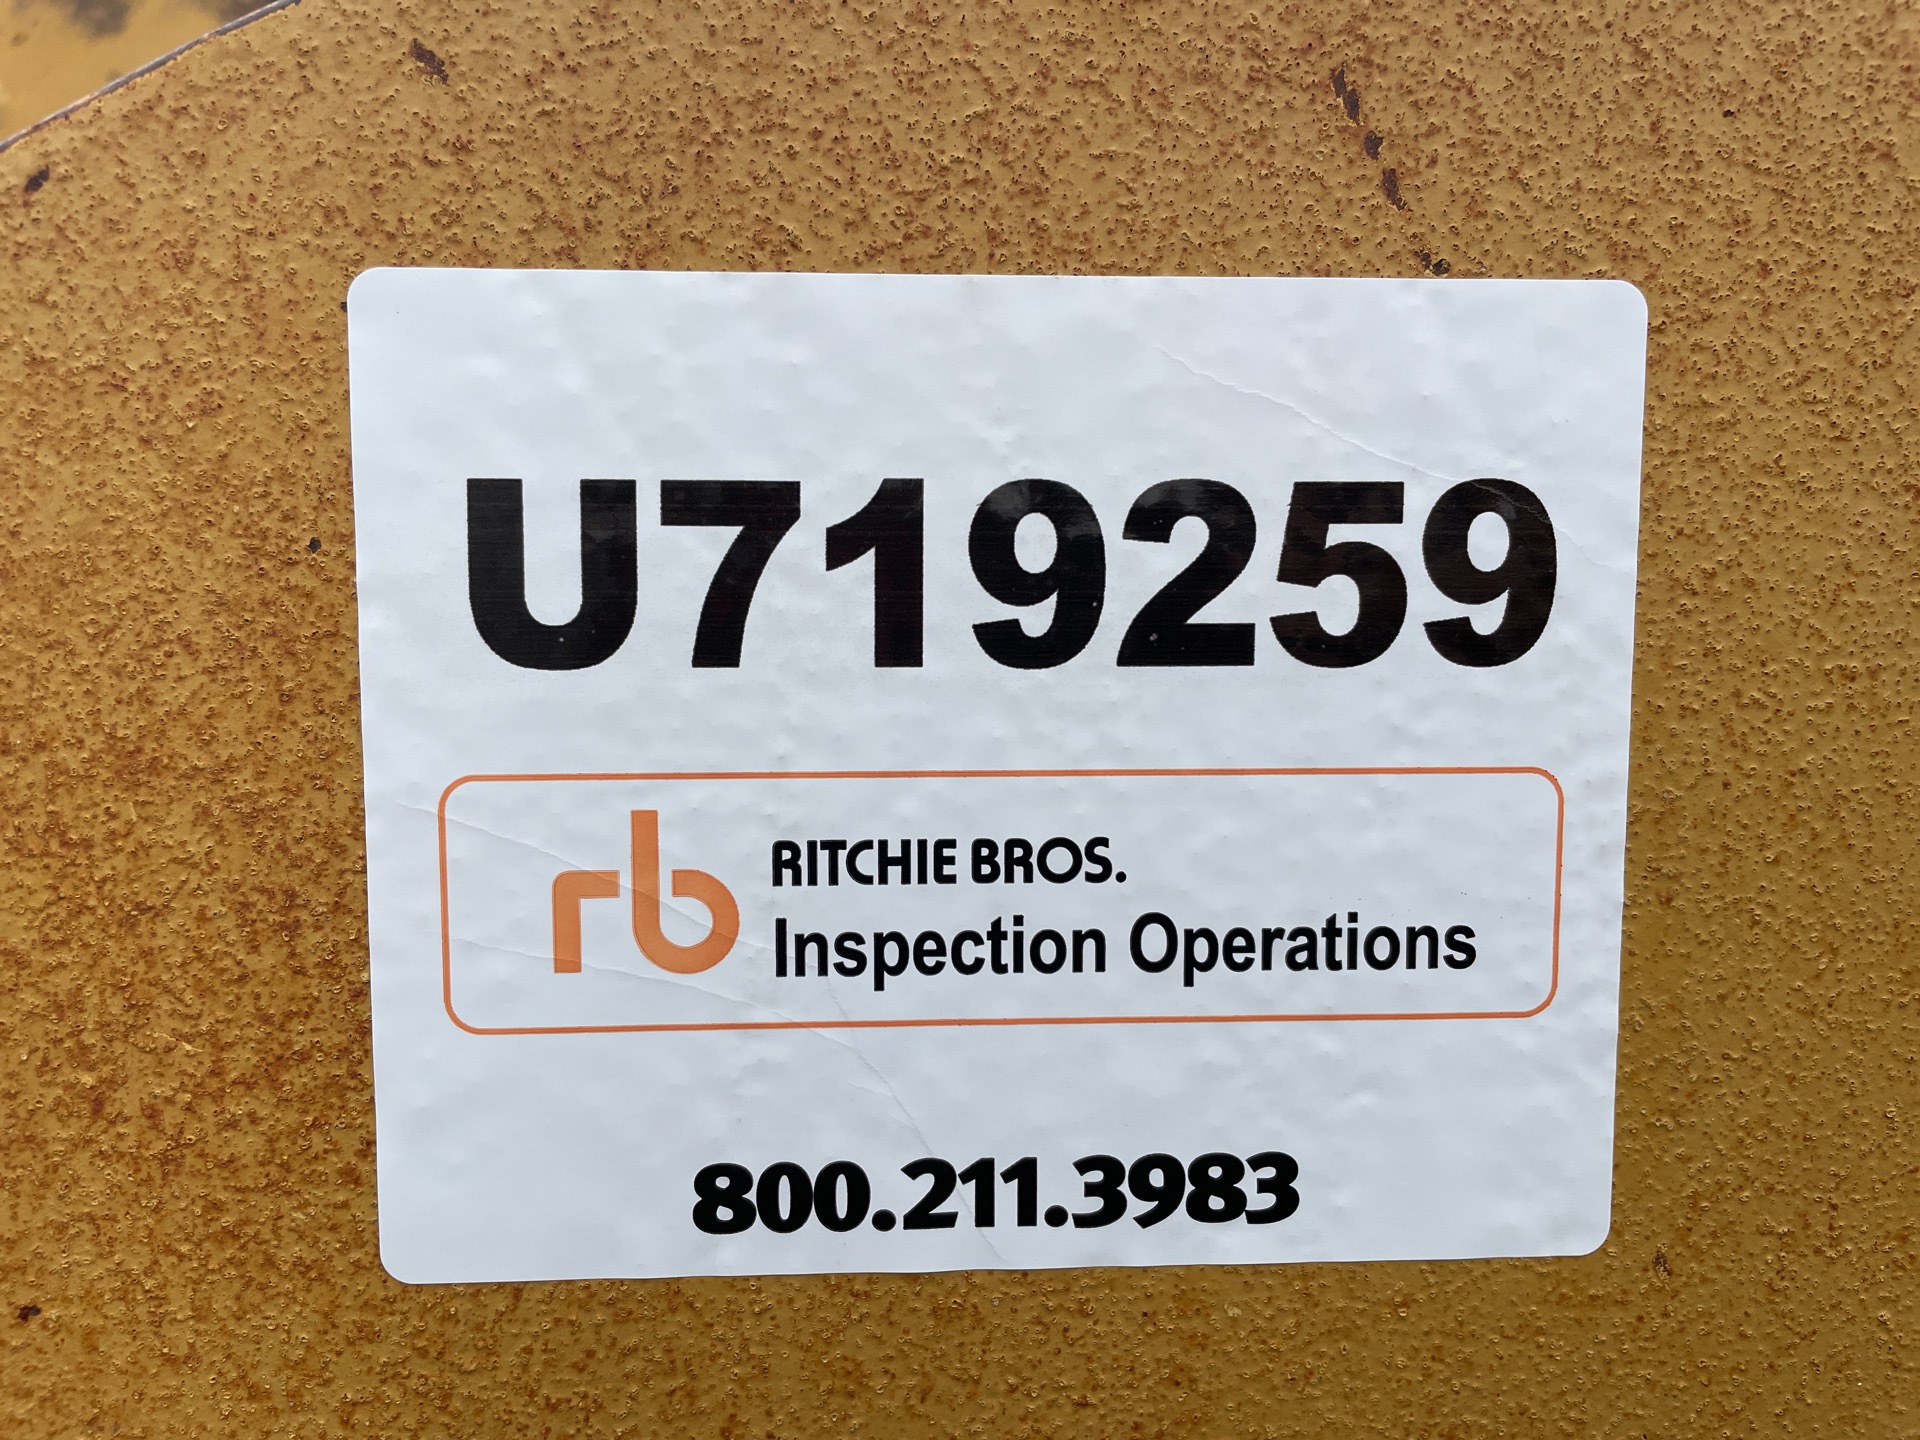 U719259
rb
RITCHIE BROS.
Inspection Operations
800.211.3983